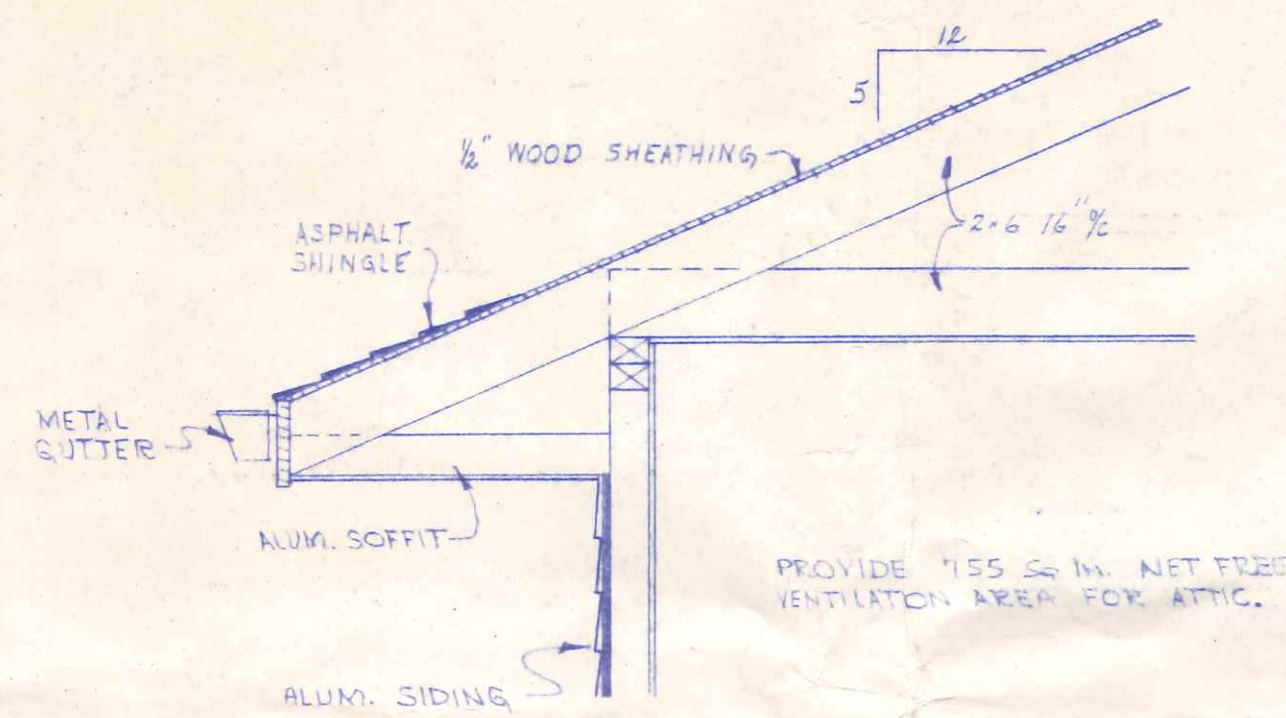 12
5
½" WOOD SHEATHING
ASPHALT
SHINGLE
2×6 16" O/C
METAL
GUTTER
ALUM. SOFFIT
PROVIDE 755 SQ IN. NET FREE
VENTILATION AREA FOR ATTIC.
ALUM. SIDING